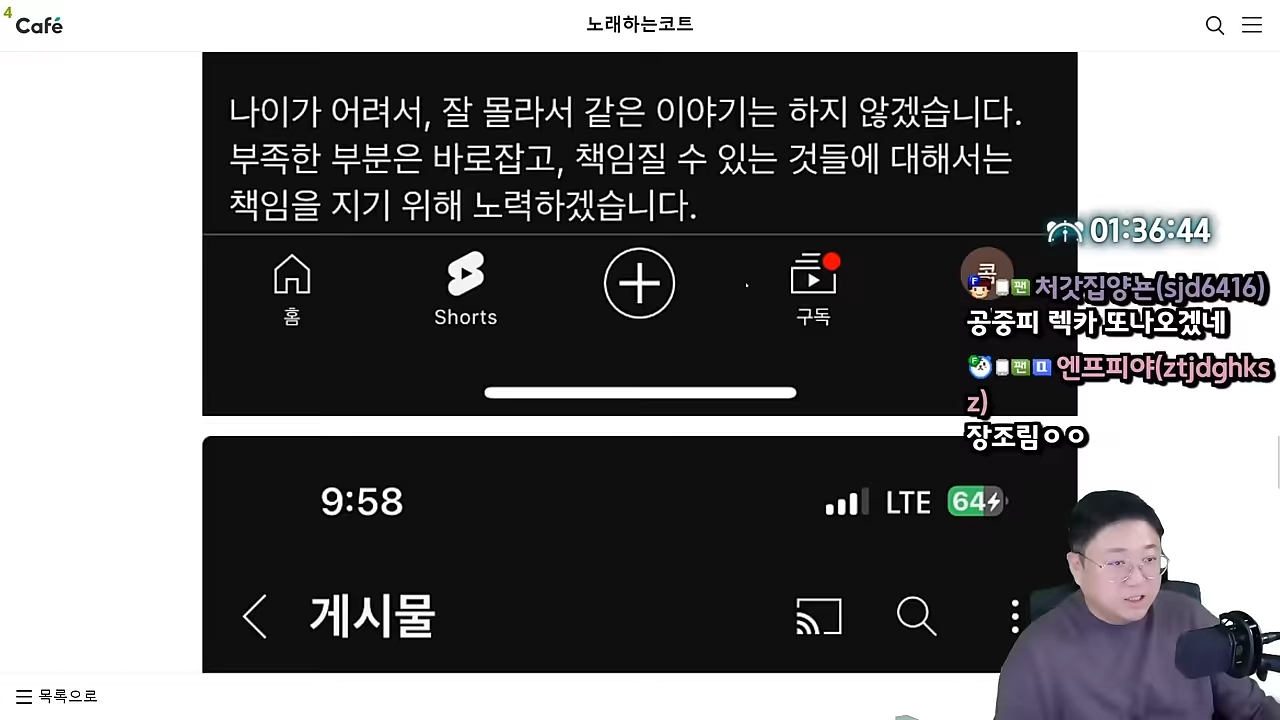 4
Café
노래하는코트
나이가 어려서, 잘 몰라서 같은 이야기는 하지 않겠습니다.
부족한 부분은 바로잡고, 책임질 수 있는 것들에 대해서는
책임을 지기 위해 노력하겠습니다.
01:36:44
홈
Shorts
구독
콕
팬 처갓집양뇬(sjd6416)
공중피 렉카 또나오겠네
팬 엔프피야(ztjdghks
z)
장조림ㅇㅇ
9:58
LTE
64
게시물
목록으로